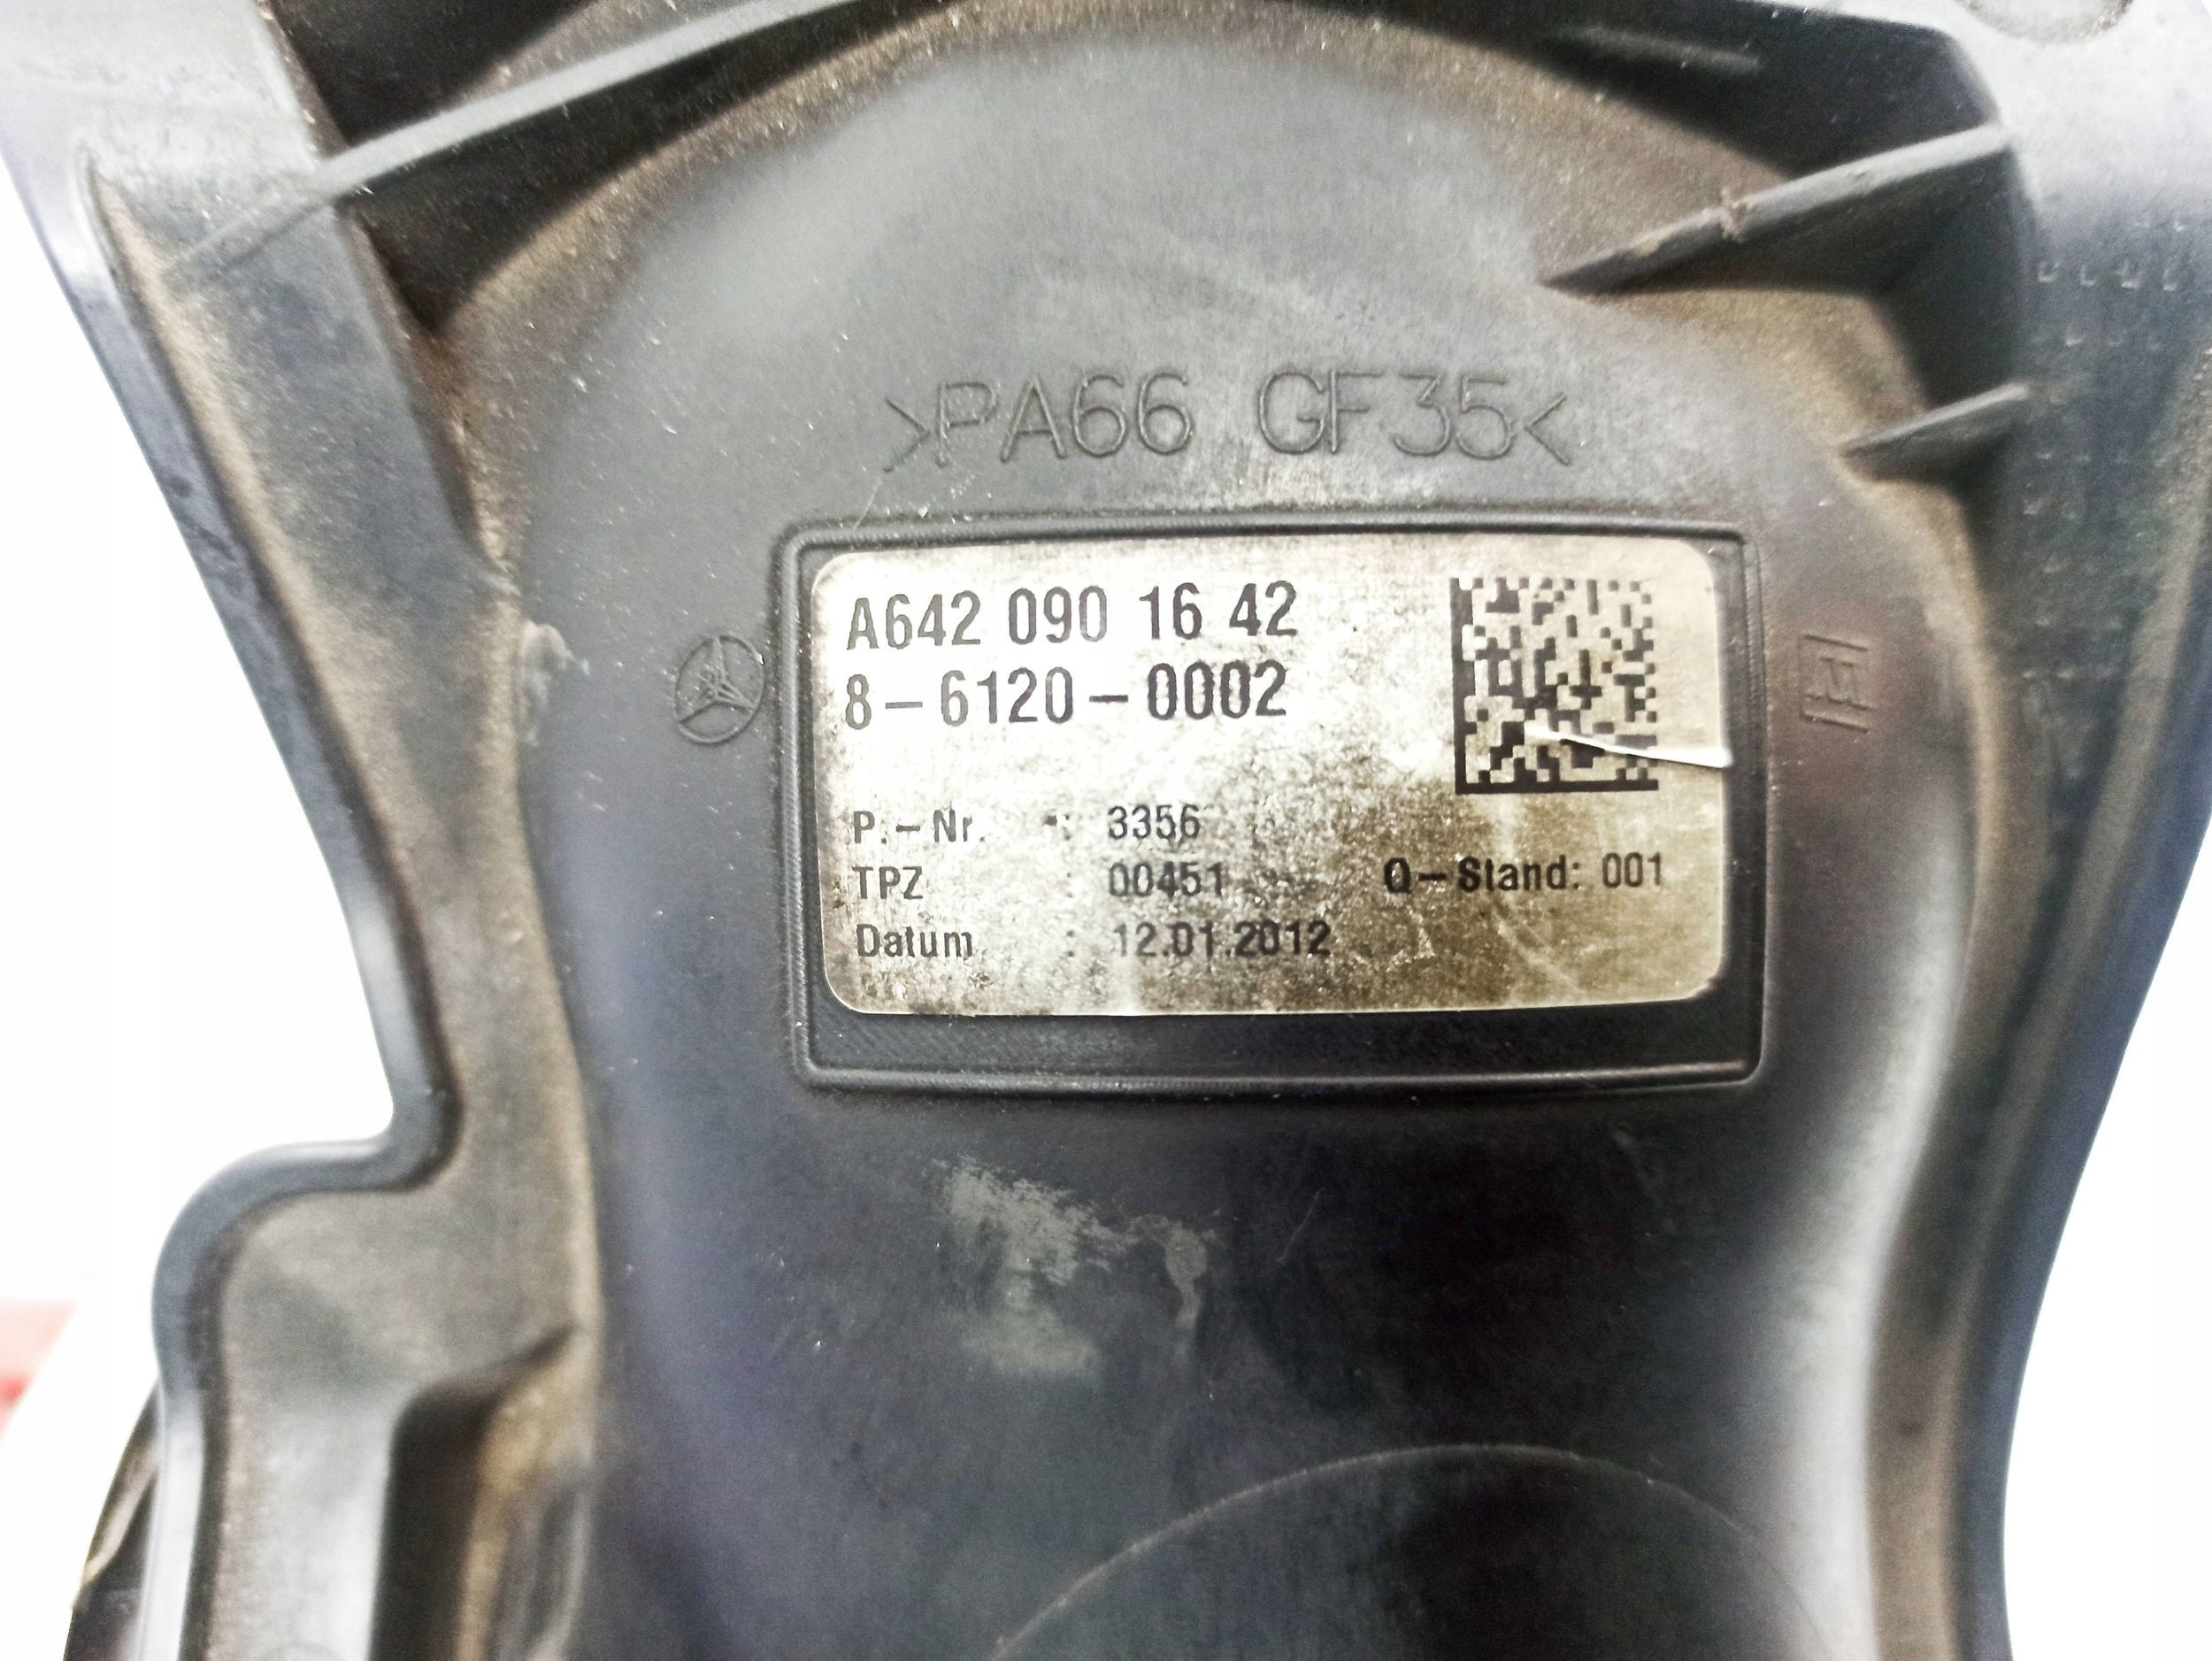 >PA66 GF35<
A642 090 16 42
8-6120-0002
P.-Nr. : 3356
TPZ : 00451 Q-Stand: 001
Datum : 12.01.2012